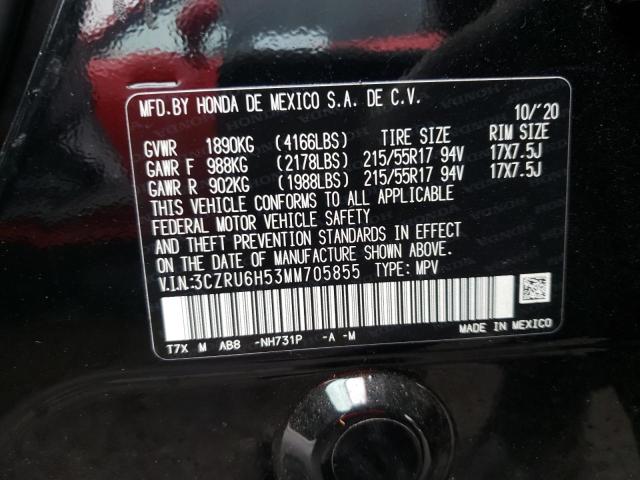 MFD. BY HONDA DE MEXICO S.A. DE C.V.
10/'20
GVWR 1890KG (4166LBS) TIRE SIZE RIM SIZE
GAWR F 988KG (2178LBS) 215/55R17 94V 17X7.5J
GAWR R 902KG (1988LBS) 215/55R17 94V 17X7.5J
THIS VEHICLE CONFORMS TO ALL APPLICABLE
FEDERAL MOTOR VEHICLE SAFETY
AND THEFT PREVENTION STANDARDS IN EFFECT
ON THE DATE OF MANUFACTURE SHOWN ABOVE.
V.I.N.:3CZRU6H53MM705855 TYPE: MPV
T7X M AB8 -NH731P -A -M
MADE IN MEXICO